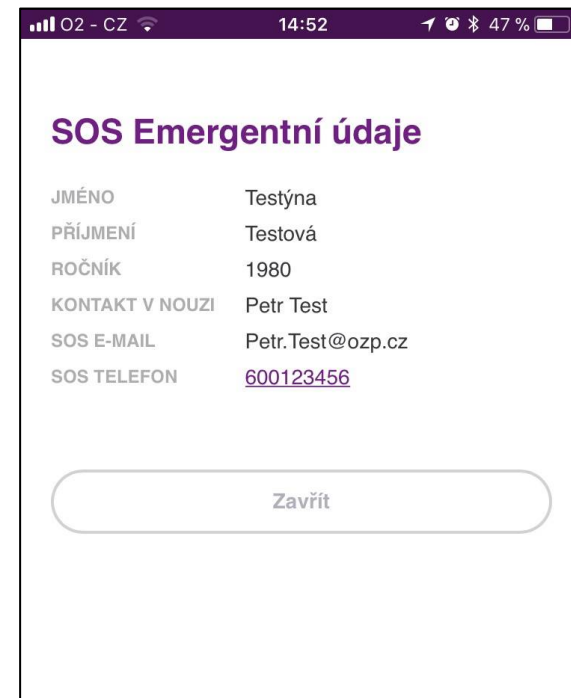 O2 - CZ 14:52 47 %
SOS Emergentní údaje
JMÉNO Testýna
PŘÍJMENÍ Testová
ROČNÍK 1980
KONTAKT V NOUZI Petr Test
SOS E-MAIL Petr.Test@ozp.cz
SOS TELEFON 600123456
Zavřít